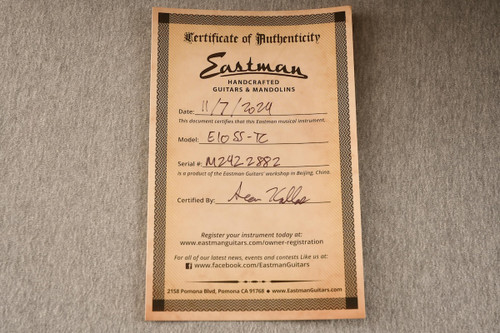 Certificate of Authenticity
Eastman
HANDCRAFTED
GUITARS & MANDOLINS
Date: 11/7/2024
This document certifies that this Eastman musical instrument.
Model: E10SS-TC
Serial #: M2422882
is a product of the Eastman Guitars' workshop in Beijing, China.
Certified By:
Register your instrument today at:
www.eastmanguitars.com/owner-registration
For all of our latest news, events and contests Like us at:
www.facebook.com/EastmanGuitars
2158 Pomona Blvd, Pomona CA 91768 ● www.EastmanGuitars.com